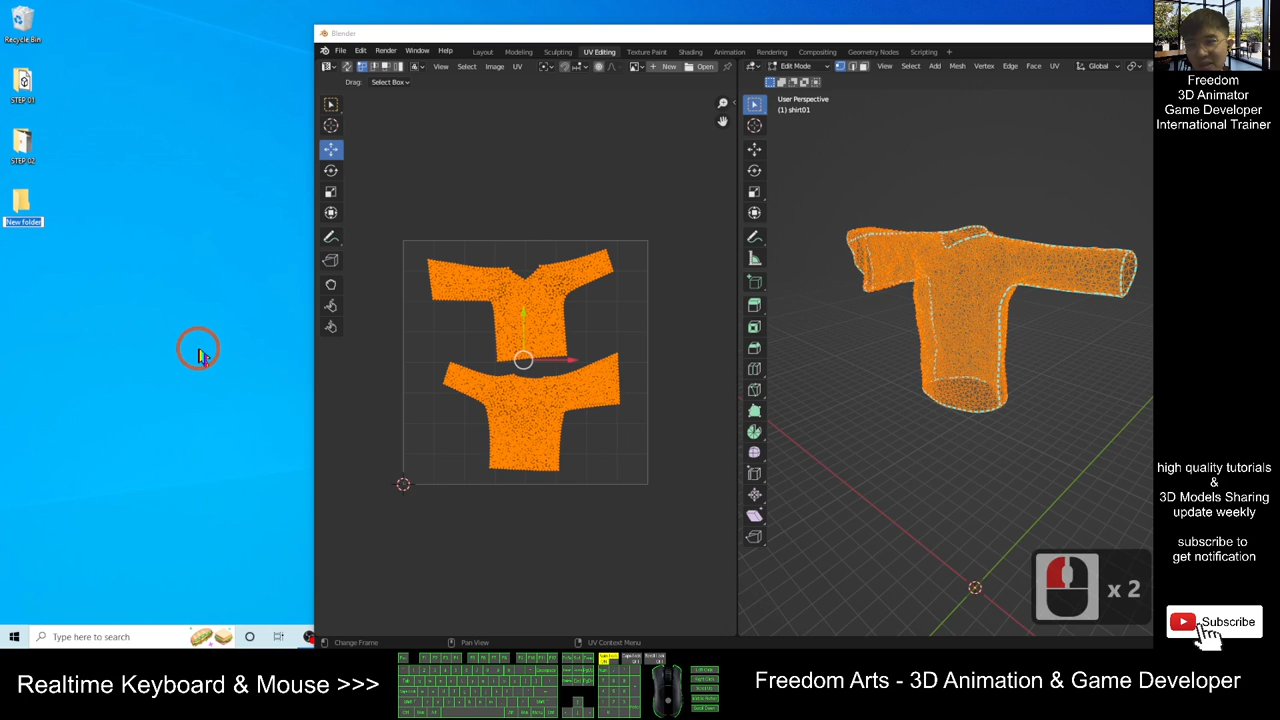 Recycle Bin
STEP 01
STEP 02
New folder
Blender
File Edit Render Window Help
Layout Modeling Sculpting UV Editing Texture Paint Shading Animation Rendering Compositing Geometry Nodes Scripting +
View Select Image UV
New Open
Edit Mode
View Select Add Mesh Vertex Edge Face UV
Global
Drag: Select Box
User Perspective
(1) shirt01
x 2
Change Frame
Pan View
UV Context Menu
Type here to search
Freedom
3D Animator
Game Developer
International Trainer
high quality tutorials
&
3D Models Sharing
update weekly
subscribe to
get notification
Subscribe
Realtime Keyboard & Mouse >>>
Freedom Arts - 3D Animation & Game Developer